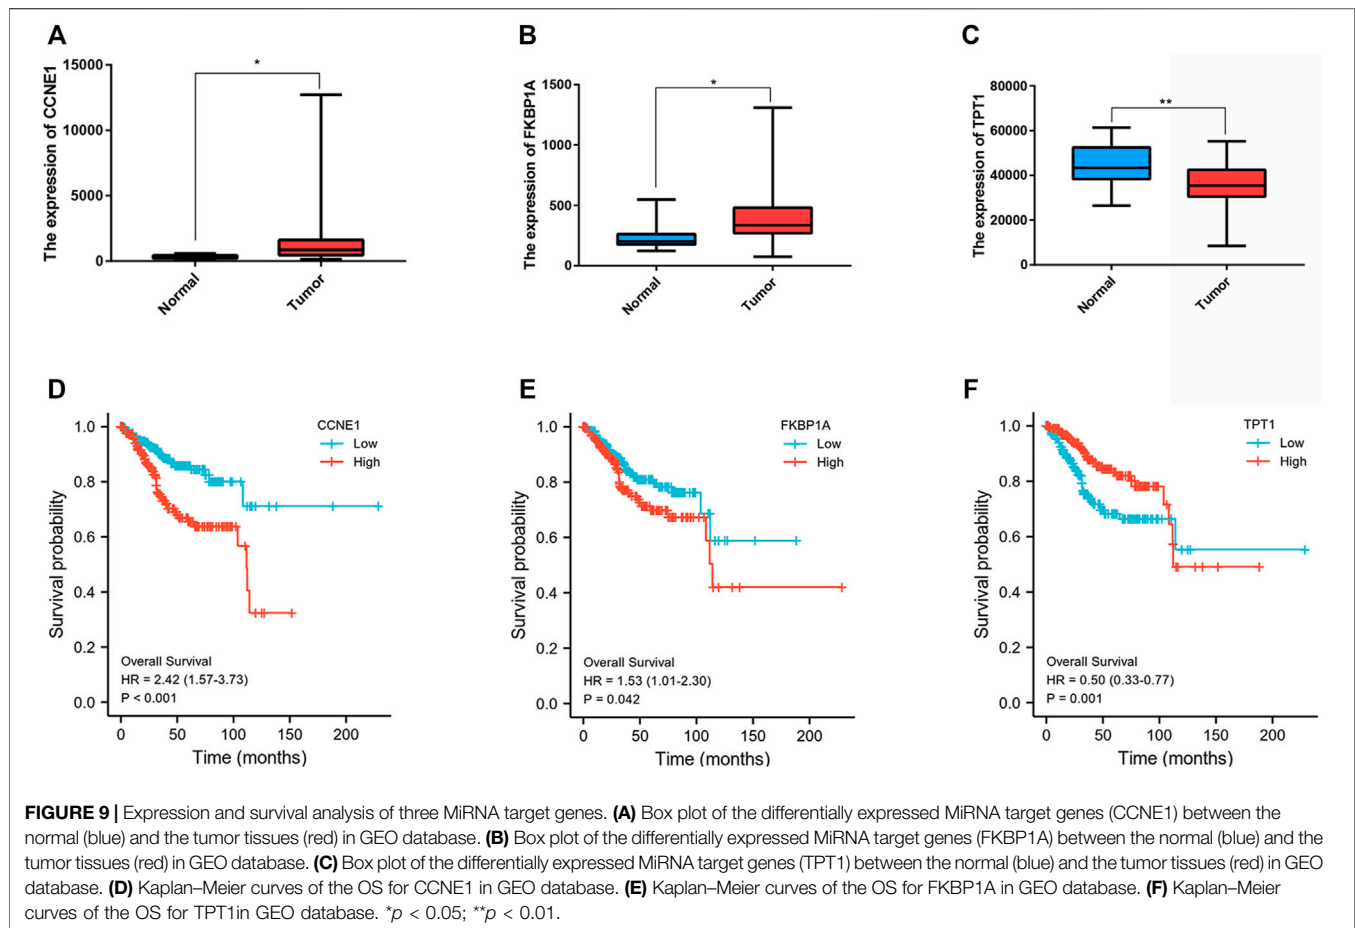 A
The expression of CCNE1
15000
10000
5000
0
*
Normal
Tumor
B
The expression of FKBP1A
1500
1000
500
0
*
Normal
Tumor
C
The expression of TPT1
80000
60000
40000
20000
0
**
Normal
Tumor
D
Survival probability
1.0
0.8
0.6
0.4
0.2
0.0
CCNE1
Low
High
Overall Survival
HR = 2.42 (1.57-3.73)
P < 0.001
0 50 100 150 200
Time (months)
E
Survival probability
1.0
0.8
0.6
0.4
0.2
0.0
FKBP1A
Low
High
Overall Survival
HR = 1.53 (1.01-2.30)
P = 0.042
0 50 100 150 200
Time (months)
F
Survival probability
1.0
0.8
0.6
0.4
0.2
0.0
TPT1
Low
High
Overall Survival
HR = 0.50 (0.33-0.77)
P = 0.001
0 50 100 150 200
Time (months)
FIGURE 9 | Expression and survival analysis of three MiRNA target genes. (A) Box plot of the differentially expressed MiRNA target genes (CCNE1) between the
normal (blue) and the tumor tissues (red) in GEO database. (B) Box plot of the differentially expressed MiRNA target genes (FKBP1A) between the normal (blue) and the
tumor tissues (red) in GEO database. (C) Box plot of the differentially expressed MiRNA target genes (TPT1) between the normal (blue) and the tumor tissues (red) in GEO
database. (D) Kaplan–Meier curves of the OS for CCNE1 in GEO database. (E) Kaplan–Meier curves of the OS for FKBP1A in GEO database. (F) Kaplan–Meier
curves of the OS for TPT1in GEO database. *p < 0.05; **p < 0.01.